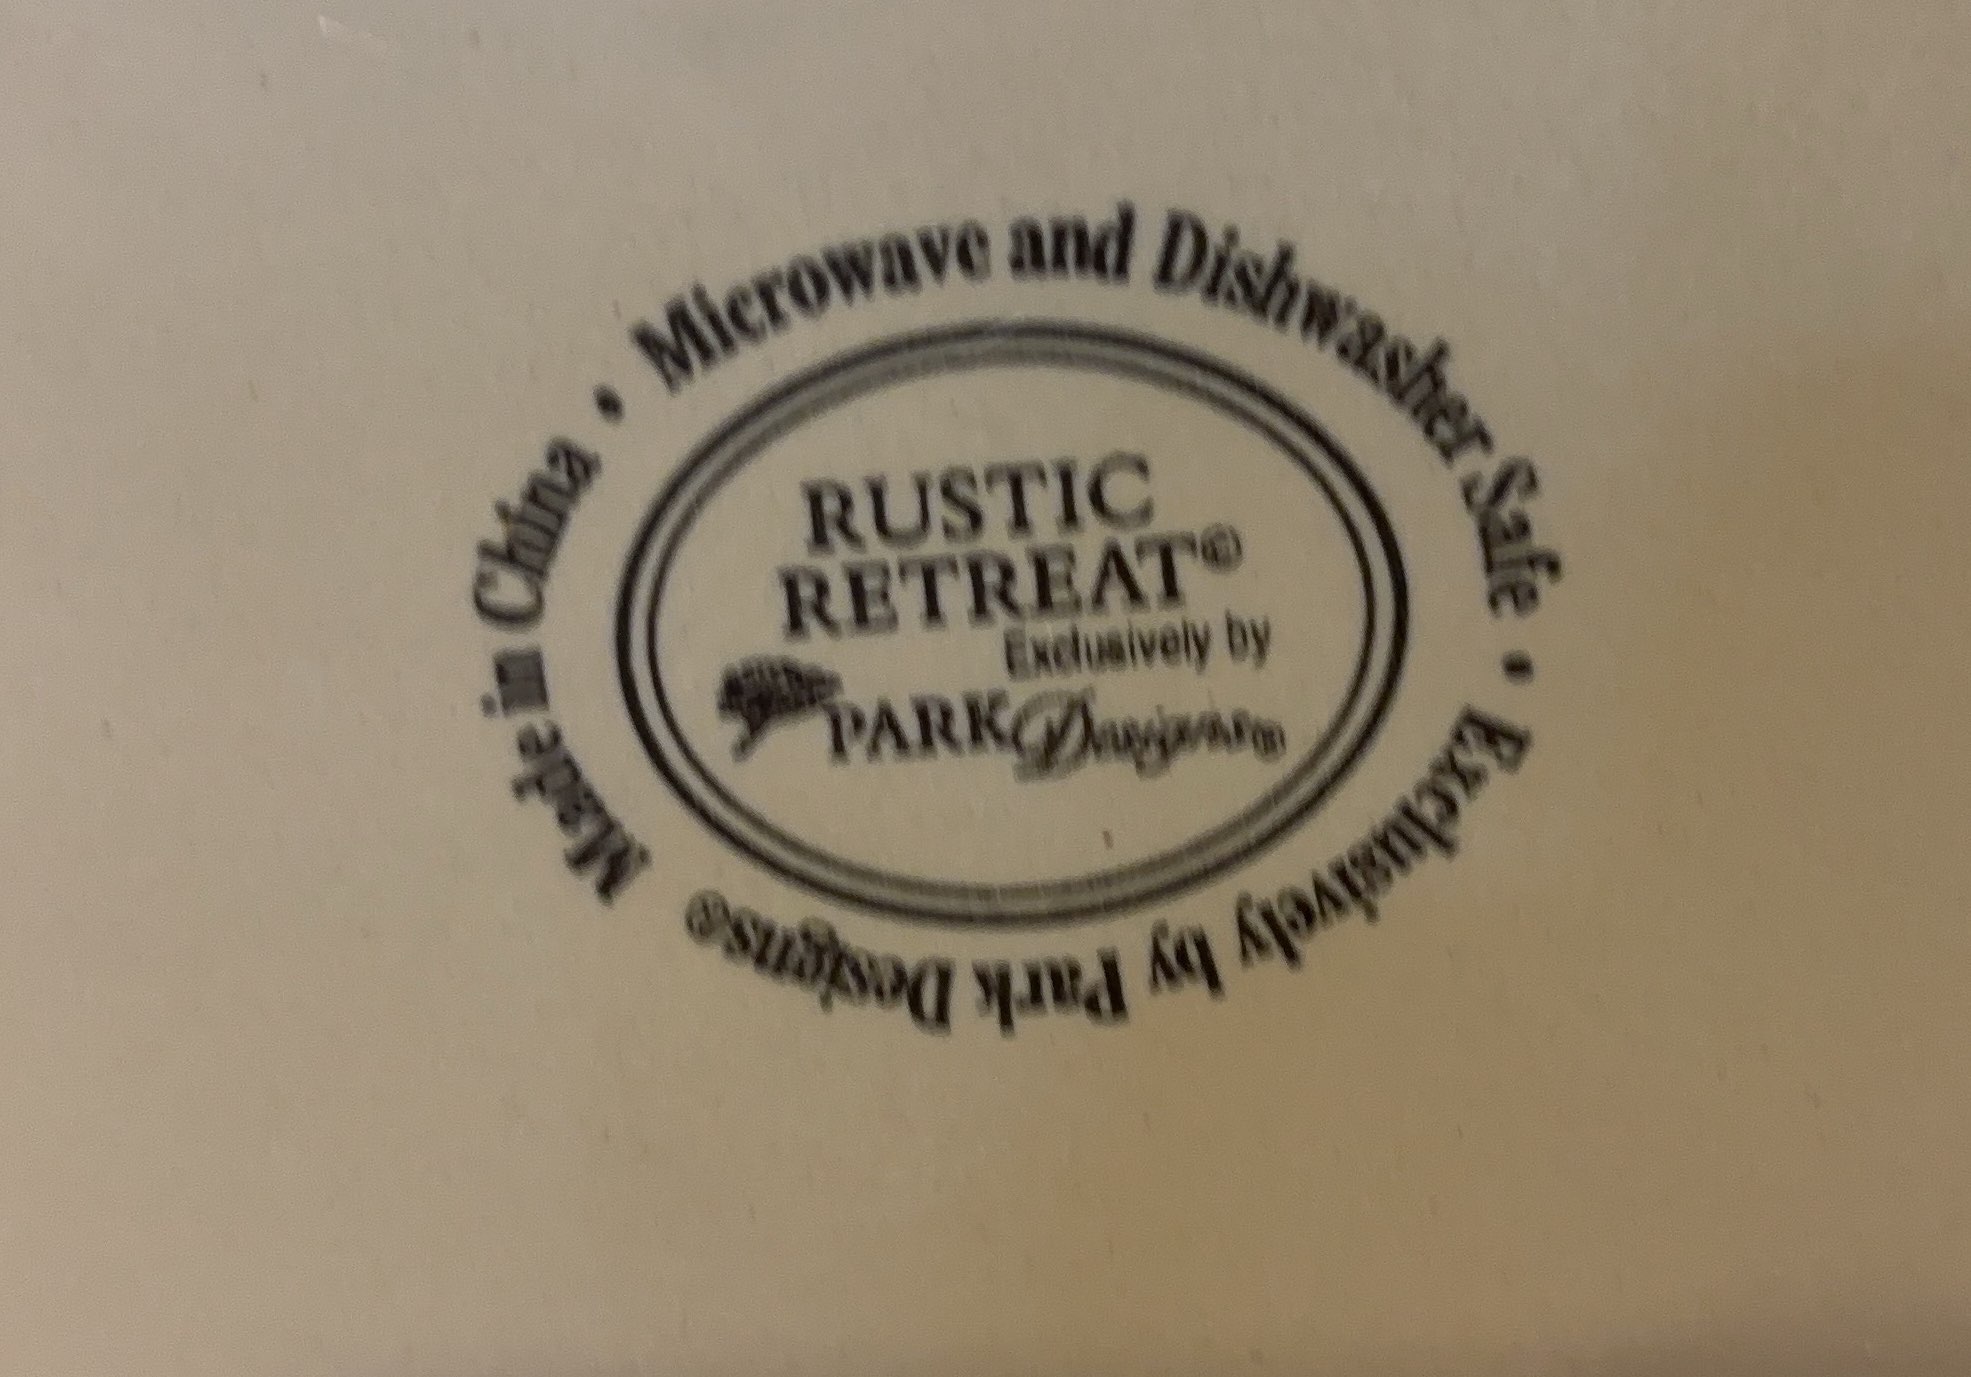 Made in China • Microwave and Dishwasher Safe • Exclusively by Park Designs®
RUSTIC
RETREAT©
Exclusively by
PARK Designs®